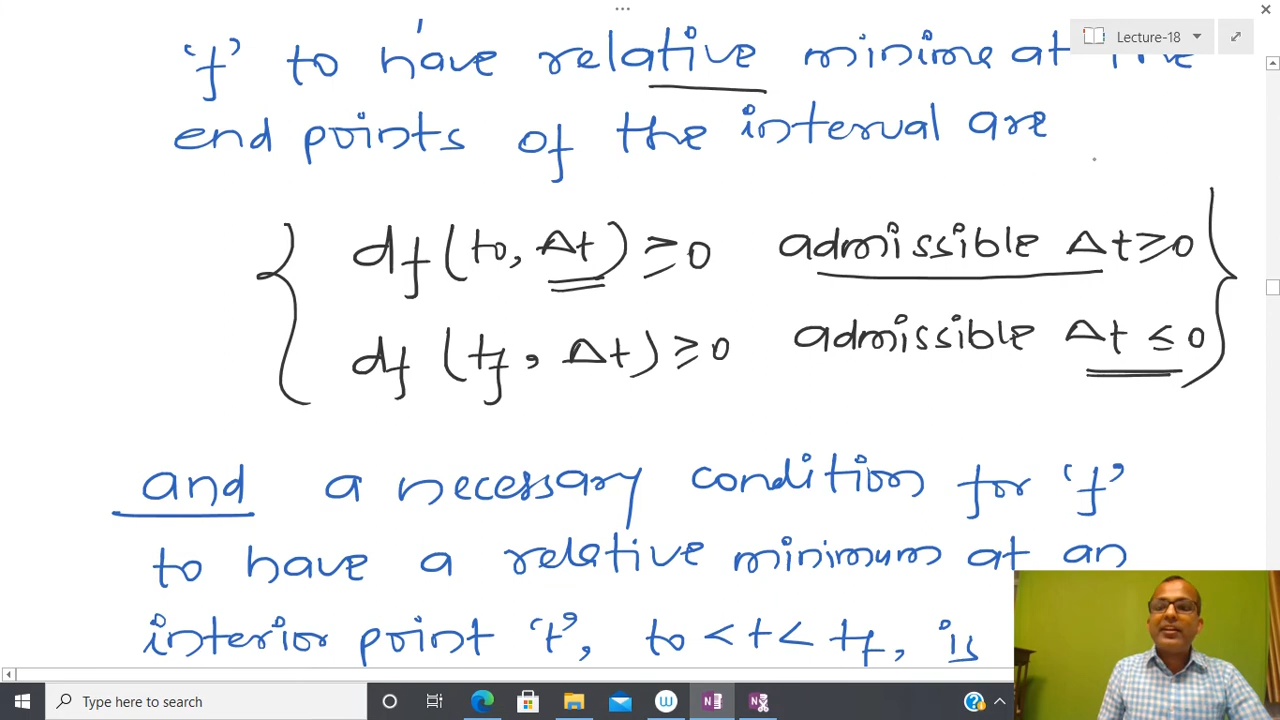 Lecture-18
'f' to have relative minima at the
end points of the interval are
df(to, Δt) ≥ 0 admissible Δt ≥ 0
df(tf, Δt) ≥ 0 admissible Δt ≤ 0
and a necessary condition for 'f'
to have a relative minimum at an
interior point 't', to < t < tf, is
Type here to search